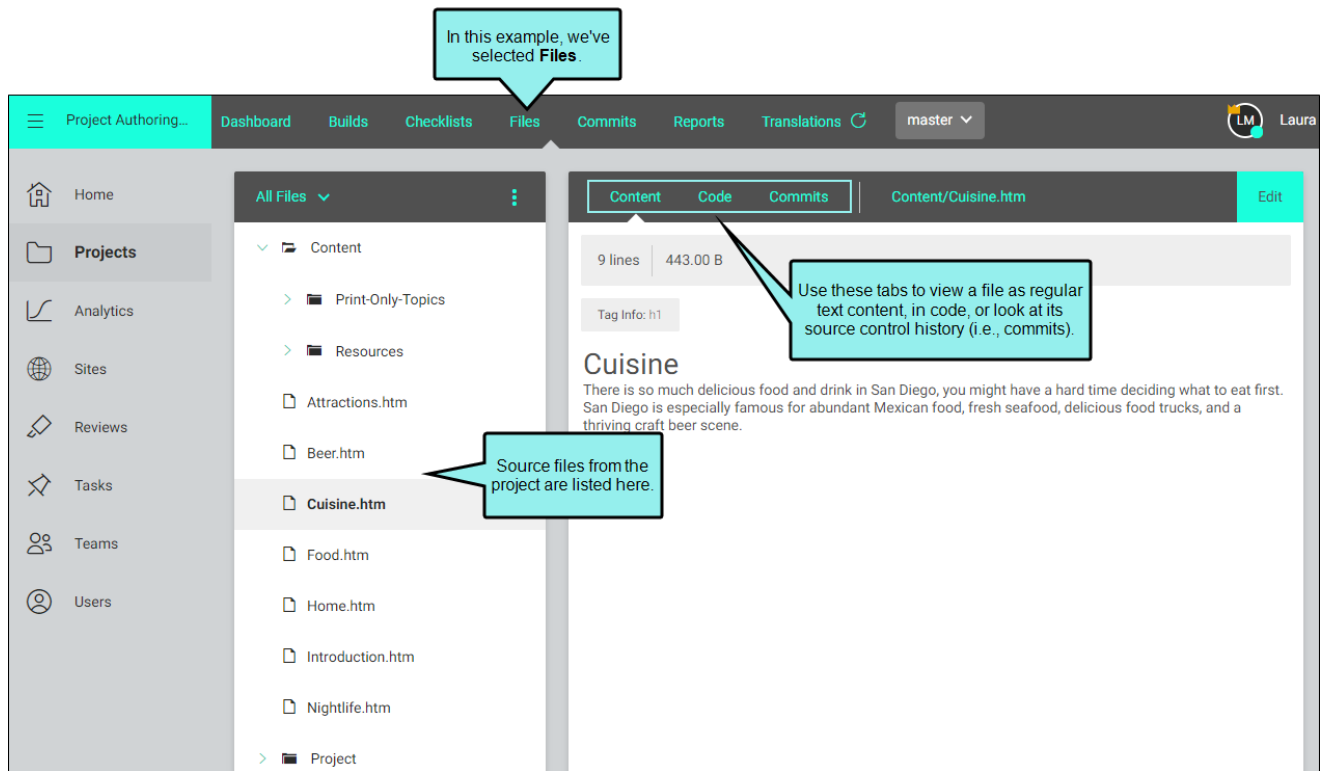 In this example, we've
selected Files.
Project Authoring...
Dashboard
Builds
Checklists
Files
Commits
Reports
Translations
master
LM
Laura
Home
Projects
Analytics
Sites
Reviews
Tasks
Teams
Users
All Files
Content
Print-Only-Topics
Resources
Attractions.htm
Beer.htm
Cuisine.htm
Food.htm
Home.htm
Introduction.htm
Nightlife.htm
Project
Source files from the
project are listed here.
Content
Code
Commits
Content/Cuisine.htm
Edit
9 lines
443.00 B
Use these tabs to view a file as regular
text content, in code, or look at its
source control history (i.e., commits).
Tag Info: h1
Cuisine
There is so much delicious food and drink in San Diego, you might have a hard time deciding what to eat first.
San Diego is especially famous for abundant Mexican food, fresh seafood, delicious food trucks, and a
thriving craft beer scene.